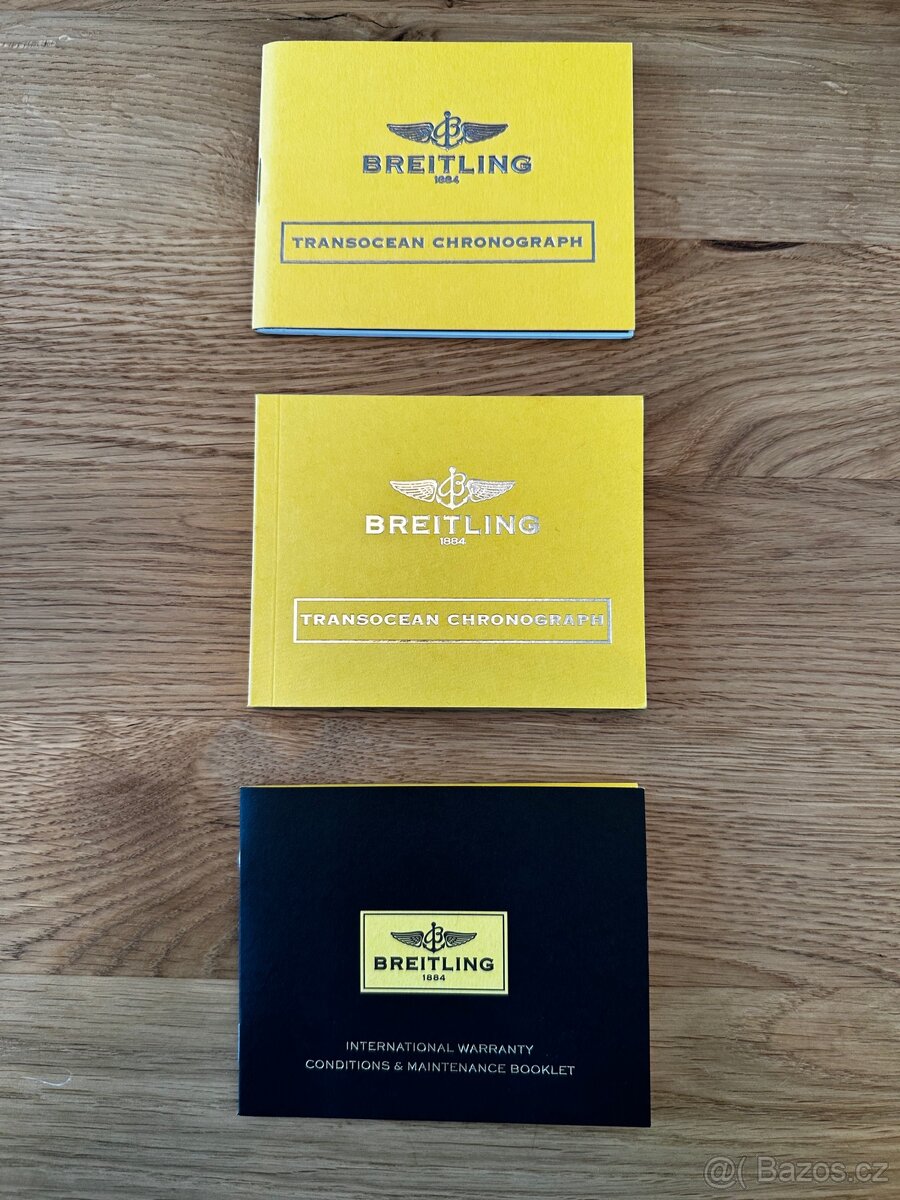 BREITLING
1884
TRANSOCEAN CHRONOGRAPH
BREITLING
1884
TRANSOCEAN CHRONOGRAPH
BREITLING
1884
INTERNATIONAL WARRANTY
CONDITIONS & MAINTENANCE BOOKLET
@( Bazos.cz